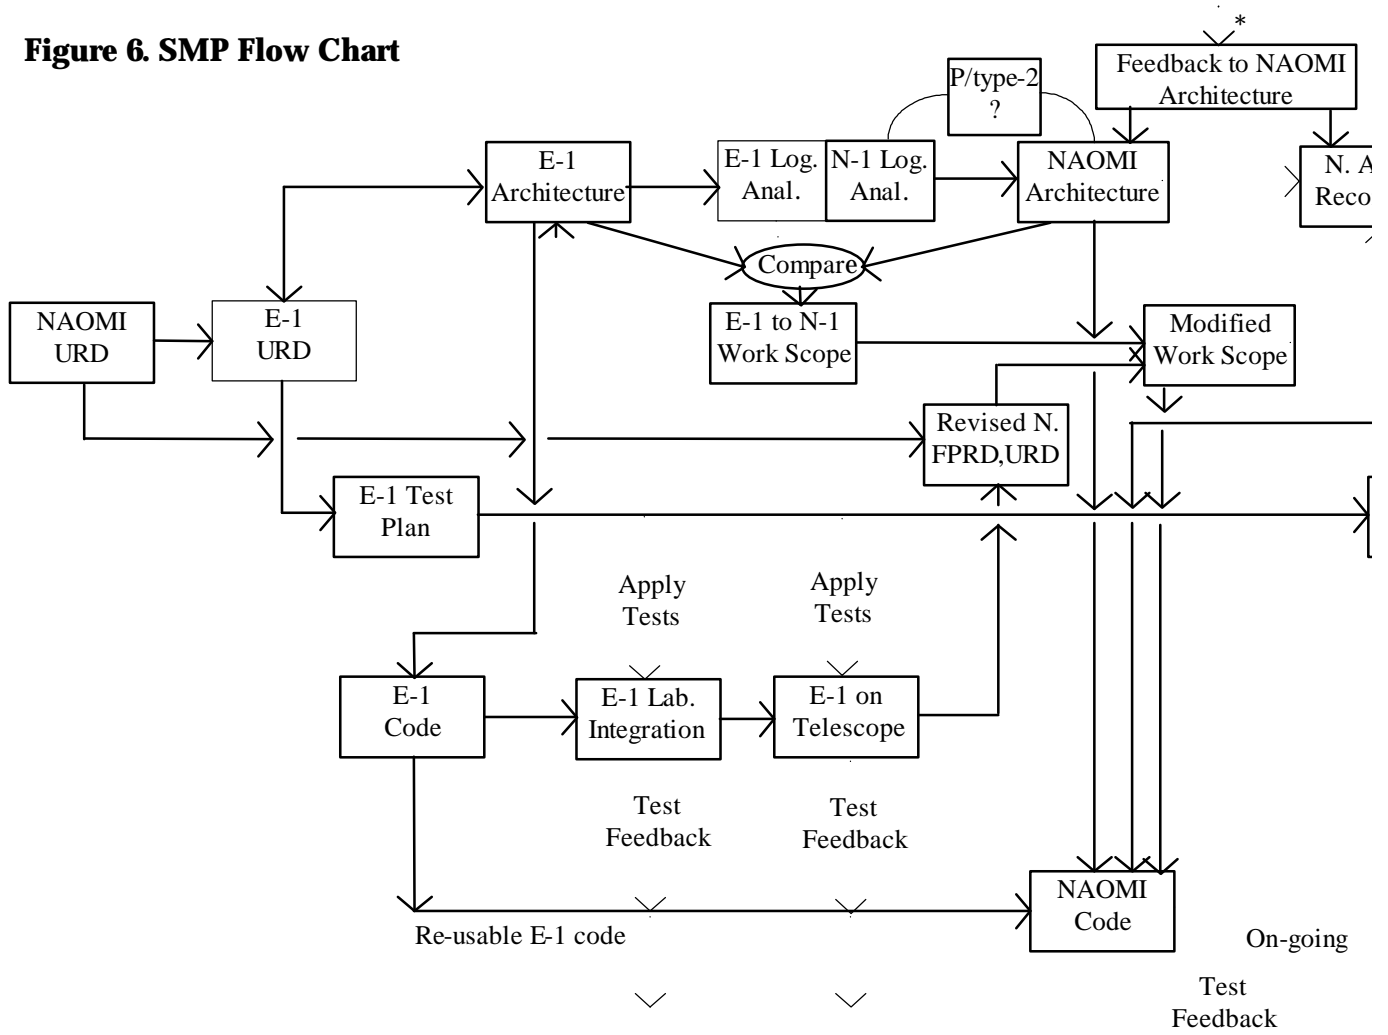 Figure 6. SMP Flow Chart
*
Feedback to NAOMI
Architecture
P/type-2
?
E-1
Architecture
E-1 Log.
Anal.
N-1 Log.
Anal.
NAOMI
Architecture
N. A
Reco
Compare
NAOMI
URD
E-1
URD
E-1 to N-1
Work Scope
Modified
Work Scope
Revised N.
FPRD,URD
E-1 Test
Plan
Apply
Tests
Apply
Tests
E-1
Code
E-1 Lab.
Integration
E-1 on
Telescope
Test
Feedback
Test
Feedback
NAOMI
Code
Re-usable E-1 code
On-going
Test
Feedback